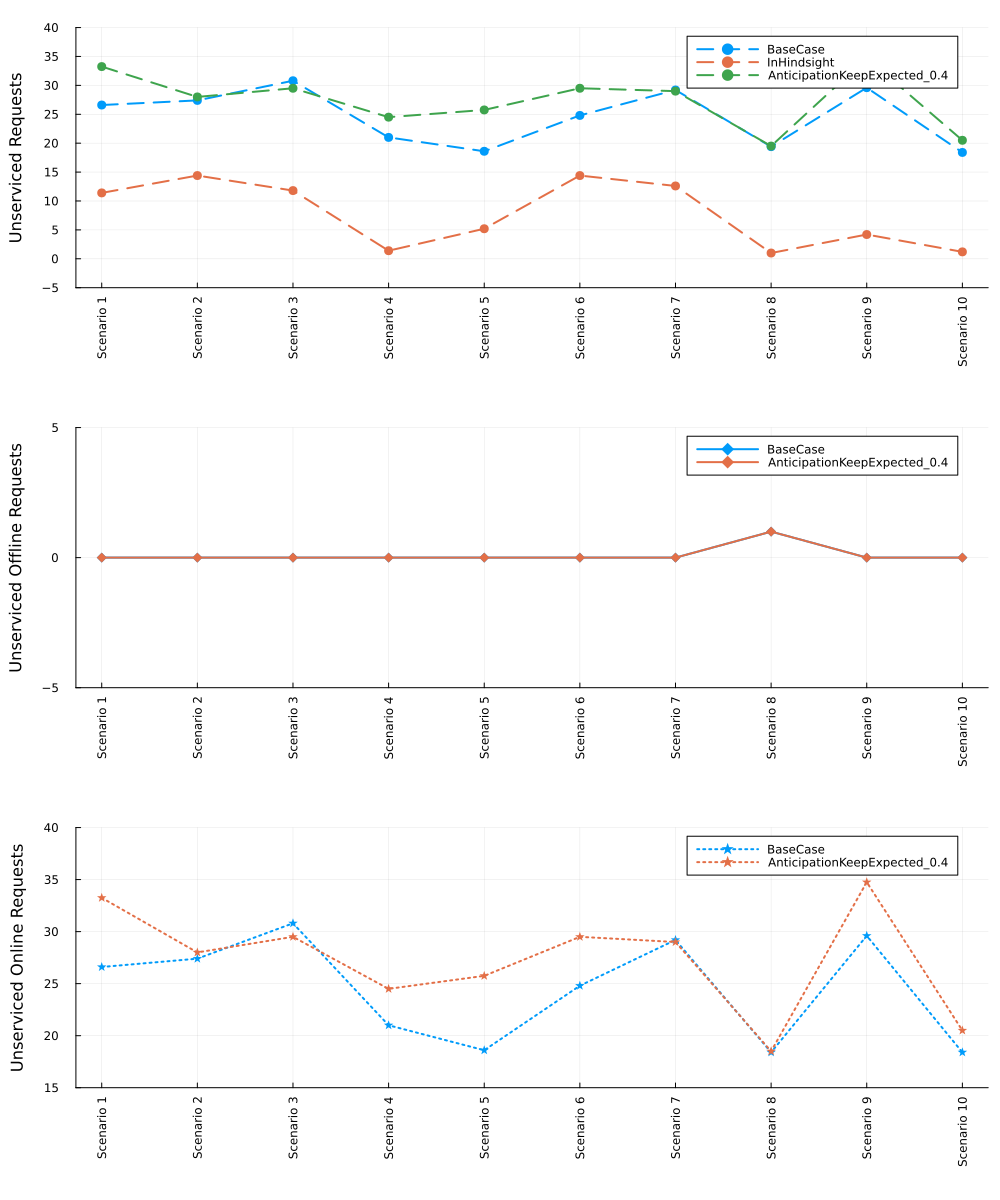 Unserviced Requests
40
35
30
25
20
15
10
5
0
−5
BaseCase
InHindsight
AnticipationKeepExpected_0.4
Scenario 1
Scenario 2
Scenario 3
Scenario 4
Scenario 5
Scenario 6
Scenario 7
Scenario 8
Scenario 9
Scenario 10
Unserviced Offline Requests
5
0
−5
BaseCase
AnticipationKeepExpected_0.4
Scenario 1
Scenario 2
Scenario 3
Scenario 4
Scenario 5
Scenario 6
Scenario 7
Scenario 8
Scenario 9
Scenario 10
Unserviced Online Requests
40
35
30
25
20
15
BaseCase
AnticipationKeepExpected_0.4
Scenario 1
Scenario 2
Scenario 3
Scenario 4
Scenario 5
Scenario 6
Scenario 7
Scenario 8
Scenario 9
Scenario 10